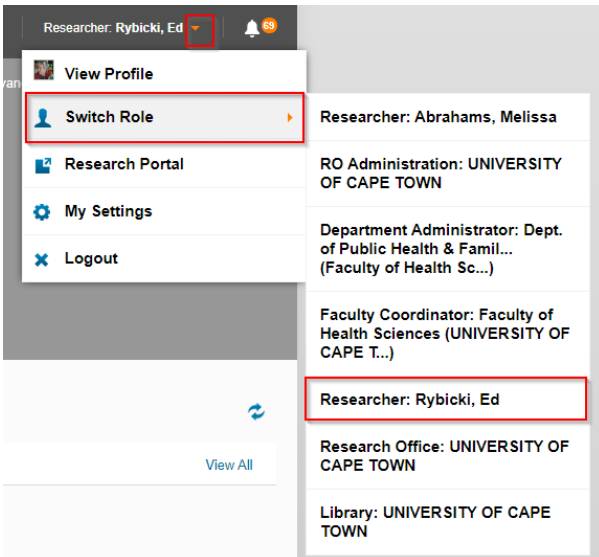 Researcher: Rybicki, Ed
69
View Profile
Switch Role
Research Portal
My Settings
Logout
Researcher: Abrahams, Melissa
RO Administration: UNIVERSITY
OF CAPE TOWN
Department Administrator: Dept.
of Public Health & Famil...
(Faculty of Health Sc...)
Faculty Coordinator: Faculty of
Health Sciences (UNIVERSITY OF
CAPE T...)
Researcher: Rybicki, Ed
Research Office: UNIVERSITY OF
CAPE TOWN
Library: UNIVERSITY OF CAPE
TOWN
View All